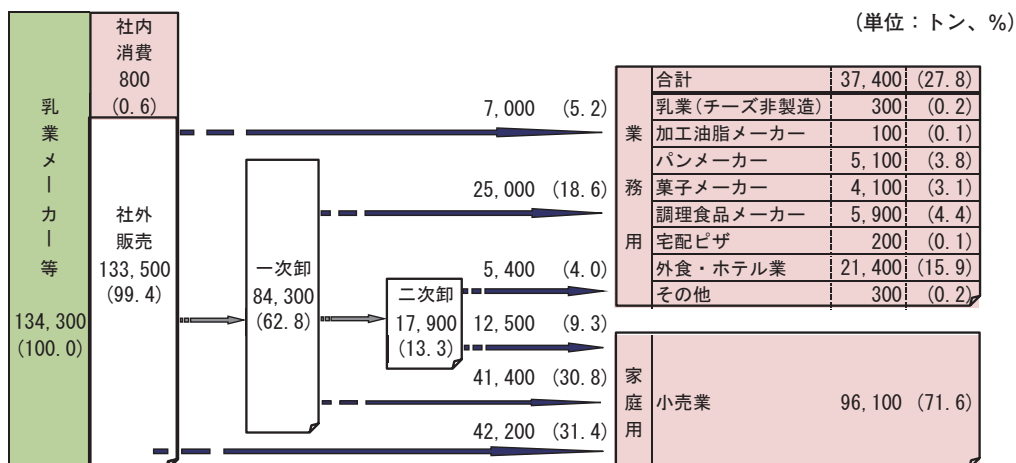 (単位：トン、%)
乳業メーカー等
134,300
(100.0)
社内
消費
800
(0.6)
社外
販売
133,500
(99.4)
一次卸
84,300
(62.8)
二次卸
17,900
(13.3)
7,000 (5.2)
25,000 (18.6)
5,400 (4.0)
12,500 (9.3)
41,400 (30.8)
42,200 (31.4)
業務用
合計 37,400 (27.8)
乳業(チーズ非製造) 300 (0.2)
加工油脂メーカー 100 (0.1)
パンメーカー 5,100 (3.8)
菓子メーカー 4,100 (3.1)
調理食品メーカー 5,900 (4.4)
宅配ピザ 200 (0.1)
外食・ホテル業 21,400 (15.9)
その他 300 (0.2)
家庭用
小売業 96,100 (71.6)